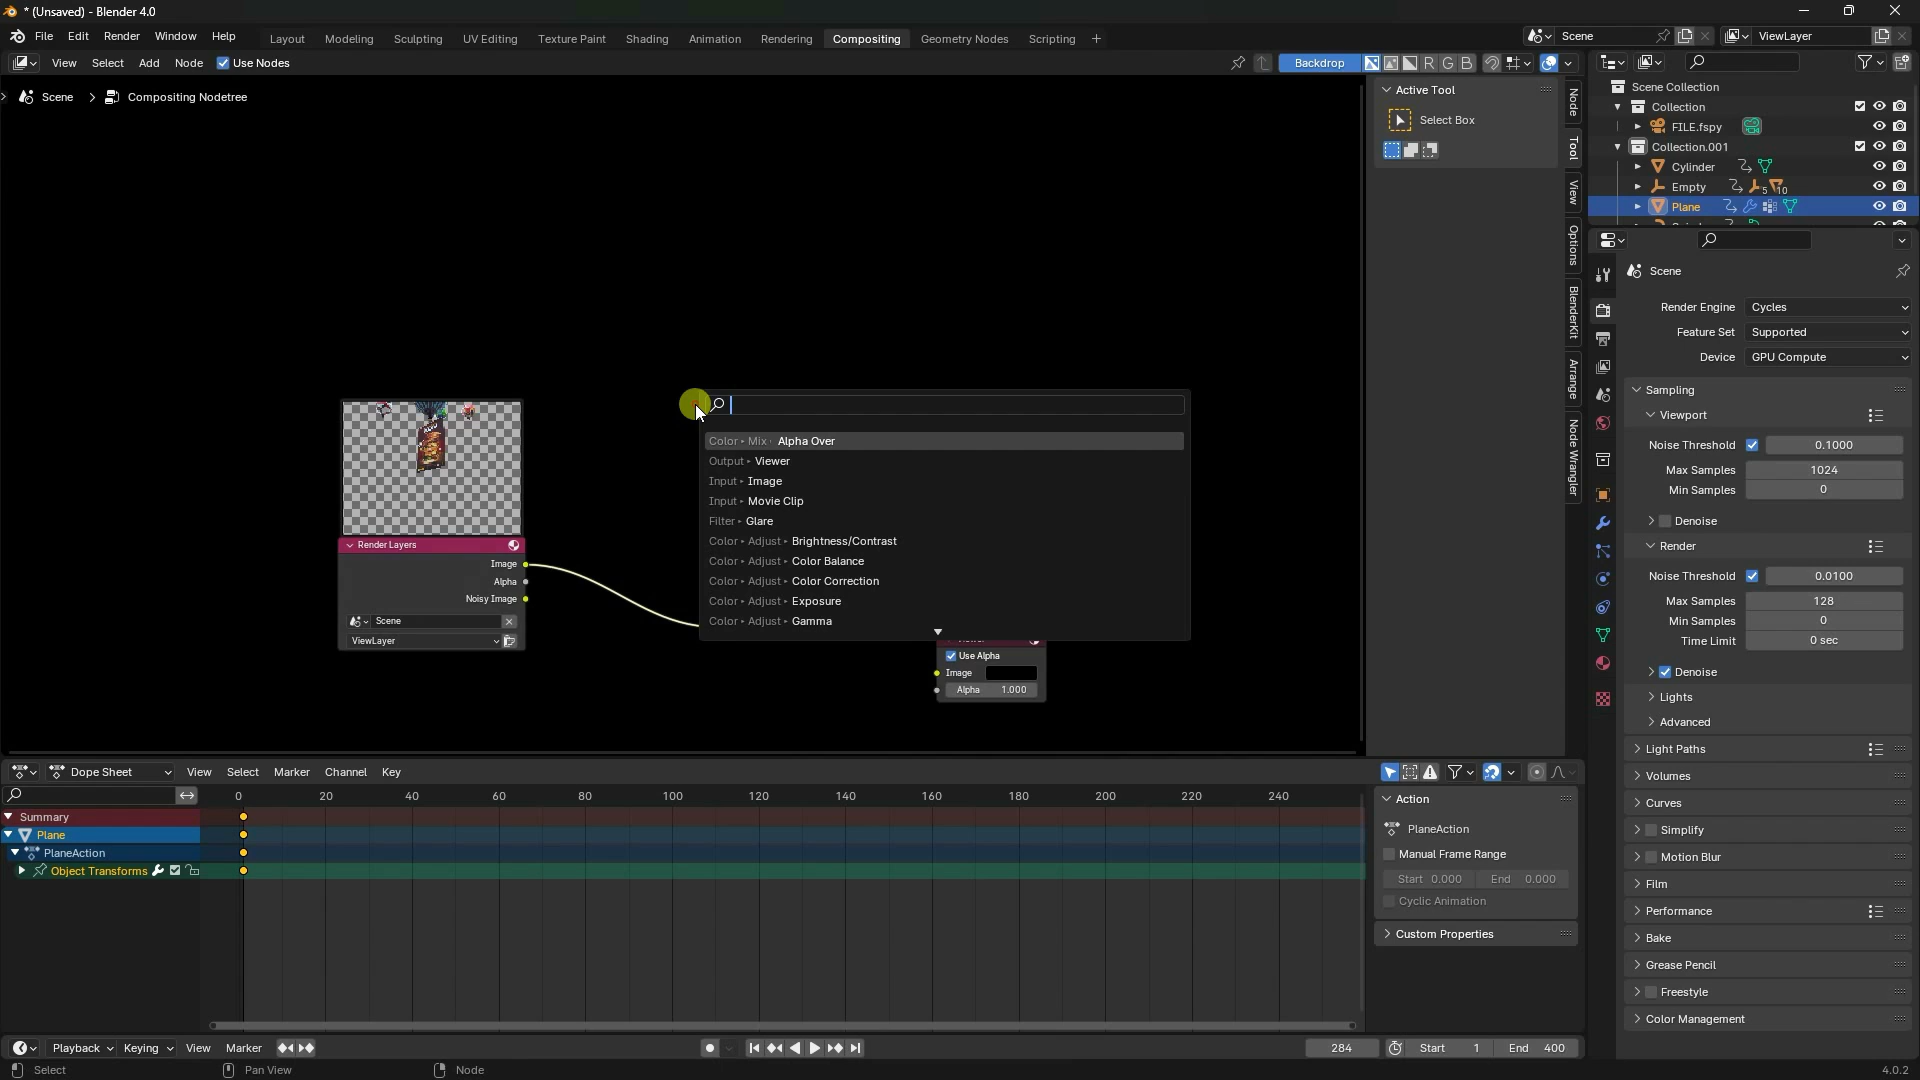 * (Unsaved) - Blender 4.0
File Edit Render Window Help Layout Modeling Sculpting UV Editing Texture Paint Shading Animation Rendering Compositing Geometry Nodes Scripting + Scene ViewLayer
View Select Add Node Use Nodes Backdrop R G B
Scene > Compositing Nodetree
Active Tool
Select Box
Node
Tool
View
Options
BlenderKit
Arrange
Node Wrangler
Scene Collection
Collection
FILE.fspy
Collection.001
Cylinder
Empty 5 10
Plane
Scene
Render Engine Cycles
Feature Set Supported
Device GPU Compute
Sampling
Viewport
Noise Threshold 0.1000
Max Samples 1024
Min Samples 0
Denoise
Render
Noise Threshold 0.0100
Max Samples 128
Min Samples 0
Time Limit 0 sec
Denoise
Lights
Advanced
Light Paths
Volumes
Curves
Simplify
Motion Blur
Film
Performance
Bake
Grease Pencil
Freestyle
Color Management
Color ▸ Mix ▸ Alpha Over
Output ▸ Viewer
Input ▸ Image
Input ▸ Movie Clip
Filter ▸ Glare
Color ▸ Adjust ▸ Brightness/Contrast
Color ▸ Adjust ▸ Color Balance
Color ▸ Adjust ▸ Color Correction
Color ▸ Adjust ▸ Exposure
Color ▸ Adjust ▸ Gamma
Render Layers
Image
Alpha
Noisy Image
Scene
ViewLayer
Use Alpha
Image
Alpha 1.000
Dope Sheet View Select Marker Channel Key
0 20 40 60 80 100 120 140 160 180 200 220 240
Summary
Plane
PlaneAction
Object Transforms
Action
PlaneAction
Manual Frame Range
Start 0.000 End 0.000
Cyclic Animation
Custom Properties
Playback Keying View Marker 284 Start 1 End 400
Select Pan View Node 4.0.2